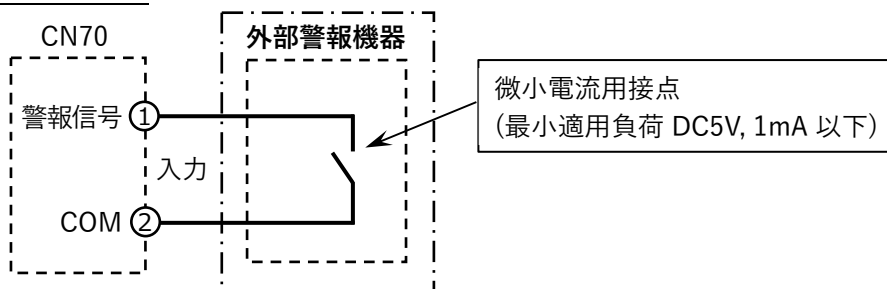 CN70
外部警報機器
警報信号 ①
入力
COM ②
微小電流用接点
(最小適用負荷 DC5V, 1mA 以下)